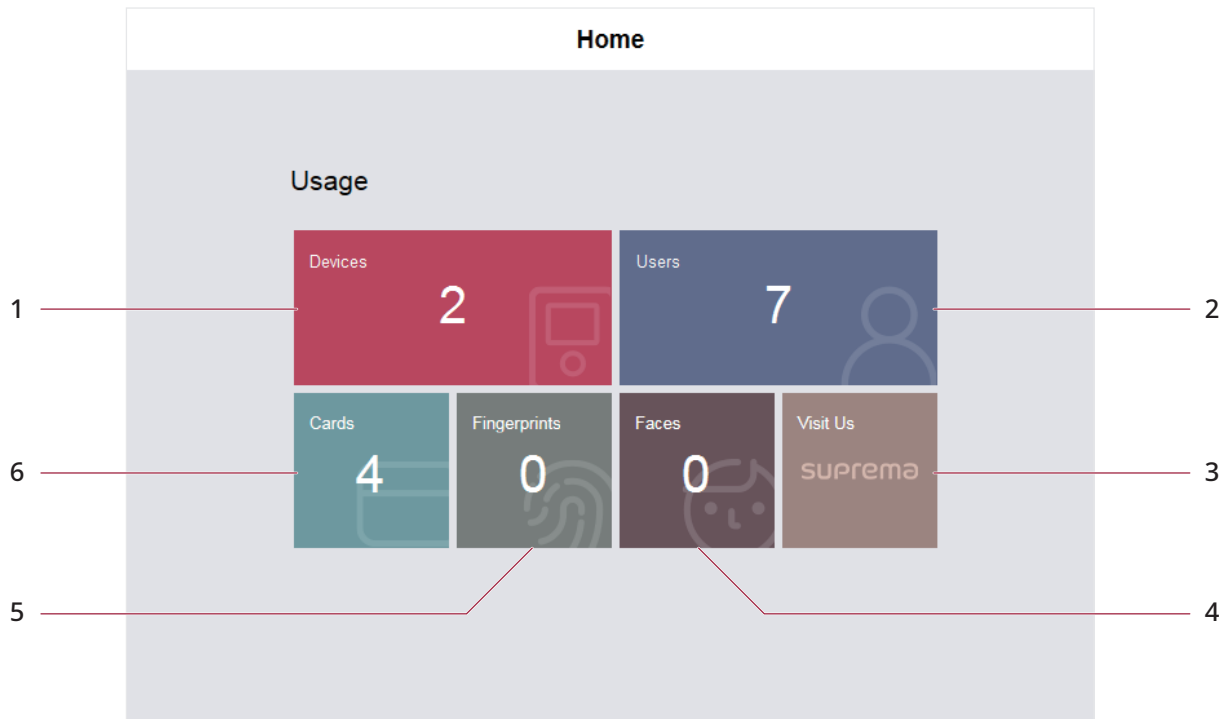 Home
Usage
Devices
2
Users
7
1
2
Cards
4
Fingerprints
0
Faces
0
Visit Us
suprema
6
3
5
4